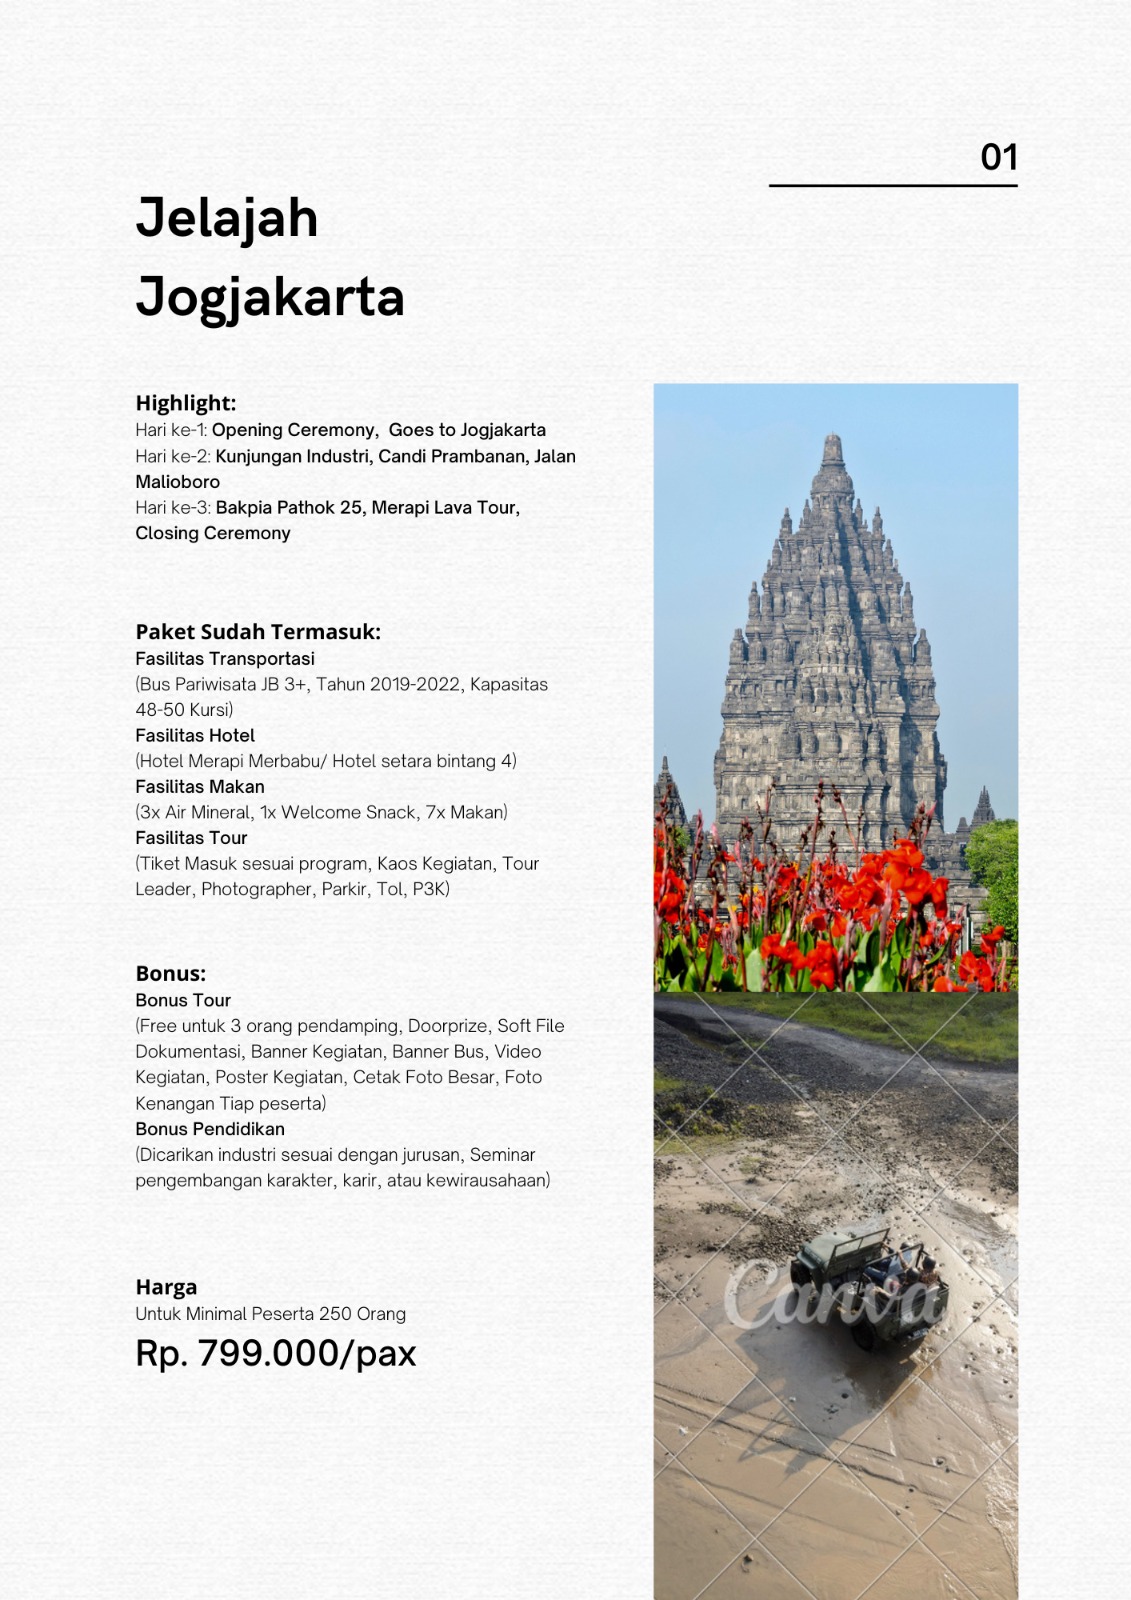 01
Jelajah
Jogjakarta
Highlight:
Hari ke-1: Opening Ceremony,  Goes to Jogjakarta
Hari ke-2: Kunjungan Industri, Candi Prambanan, Jalan
Malioboro
Hari ke-3: Bakpia Pathok 25, Merapi Lava Tour,
Closing Ceremony
Paket Sudah Termasuk:
Fasilitas Transportasi
(Bus Pariwisata JB 3+, Tahun 2019-2022, Kapasitas
48-50 Kursi)
Fasilitas Hotel
(Hotel Merapi Merbabu/ Hotel setara bintang 4)
Fasilitas Makan
(3x Air Mineral, 1x Welcome Snack, 7x Makan)
Fasilitas Tour
(Tiket Masuk sesuai program, Kaos Kegiatan, Tour
Leader, Photographer, Parkir, Tol, P3K)
Bonus:
Bonus Tour
(Free untuk 3 orang pendamping, Doorprize, Soft File
Dokumentasi, Banner Kegiatan, Banner Bus, Video
Kegiatan, Poster Kegiatan, Cetak Foto Besar, Foto
Kenangan Tiap peserta)
Bonus Pendidikan
(Dicarikan industri sesuai dengan jurusan, Seminar
pengembangan karakter, karir, atau kewirausahaan)
Harga
Untuk Minimal Peserta 250 Orang
Rp. 799.000/pax
Canva